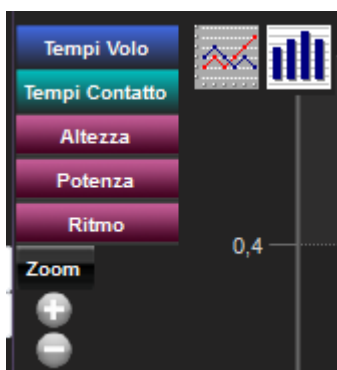 Tempi Volo
Tempi Contatto
Altezza
Potenza
Ritmo
0,4
Zoom